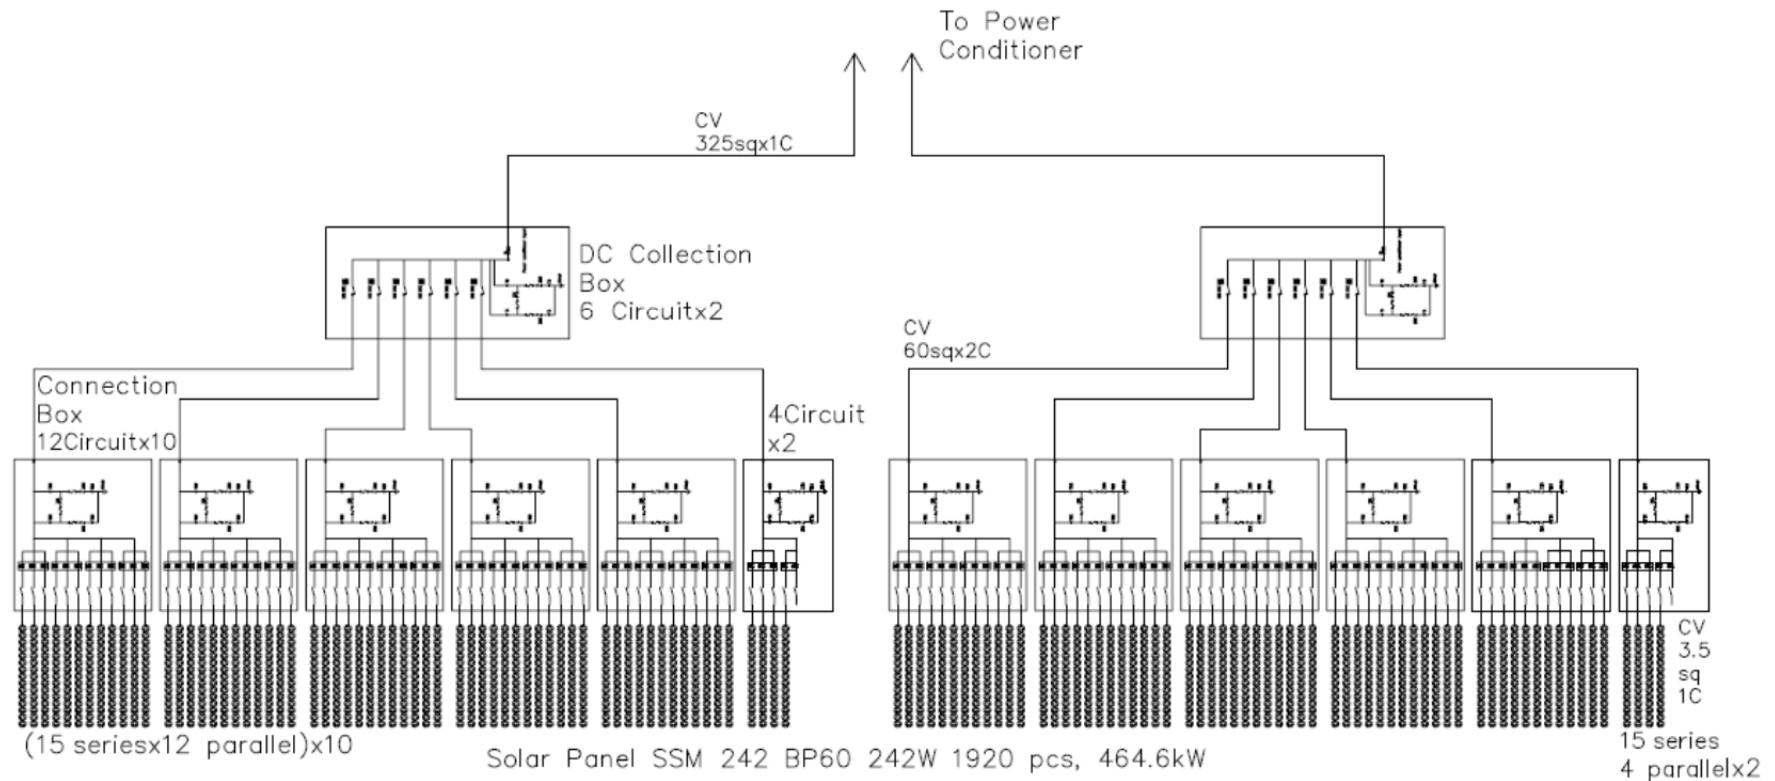 To Power
Conditioner
CV
325sqx1C
DC Collection
Box
6 Circuitx2
CV
60sqx2C
Connection
Box
12Circuitx10
4Circuit
x2
CV
3.5
sq
1C
(15 seriesx12 parallel)x10
Solar Panel SSM 242 BP60 242W 1920 pcs, 464.6kW
15 series
4 parallelx2